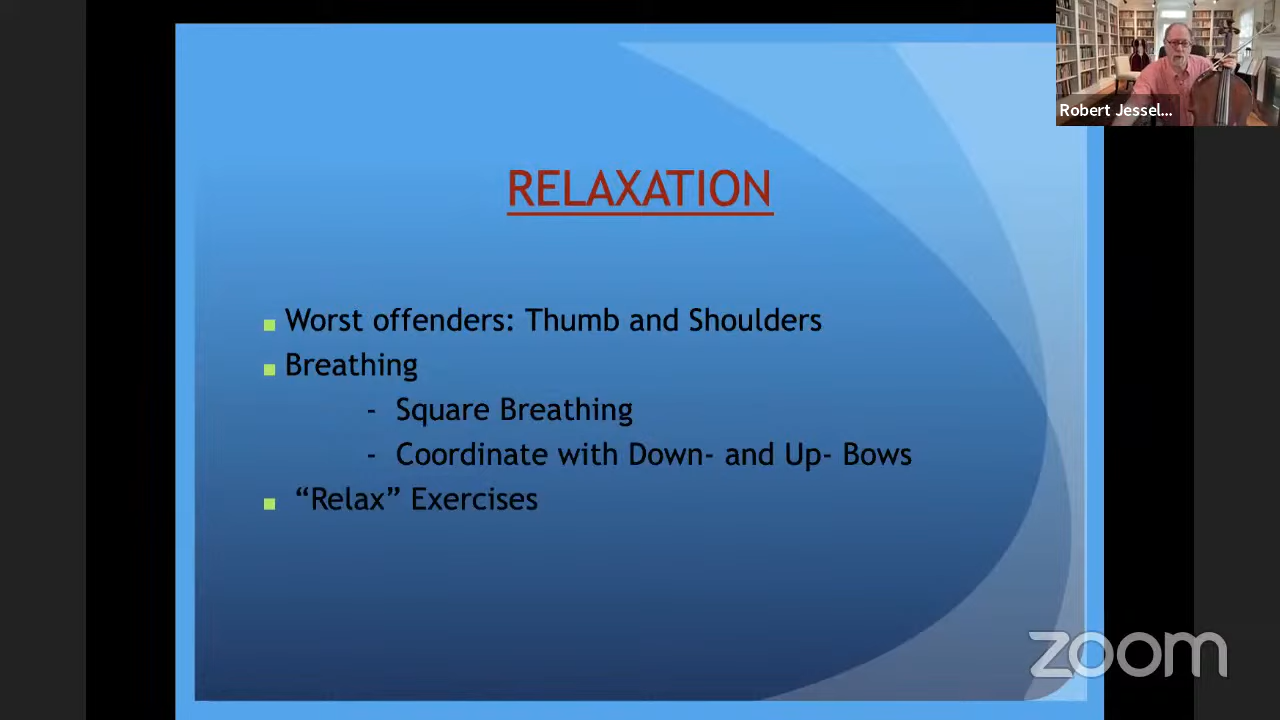 Robert Jessel...
RELAXATION
Worst offenders: Thumb and Shoulders
Breathing
- Square Breathing
- Coordinate with Down- and Up- Bows
“Relax” Exercises
zoom